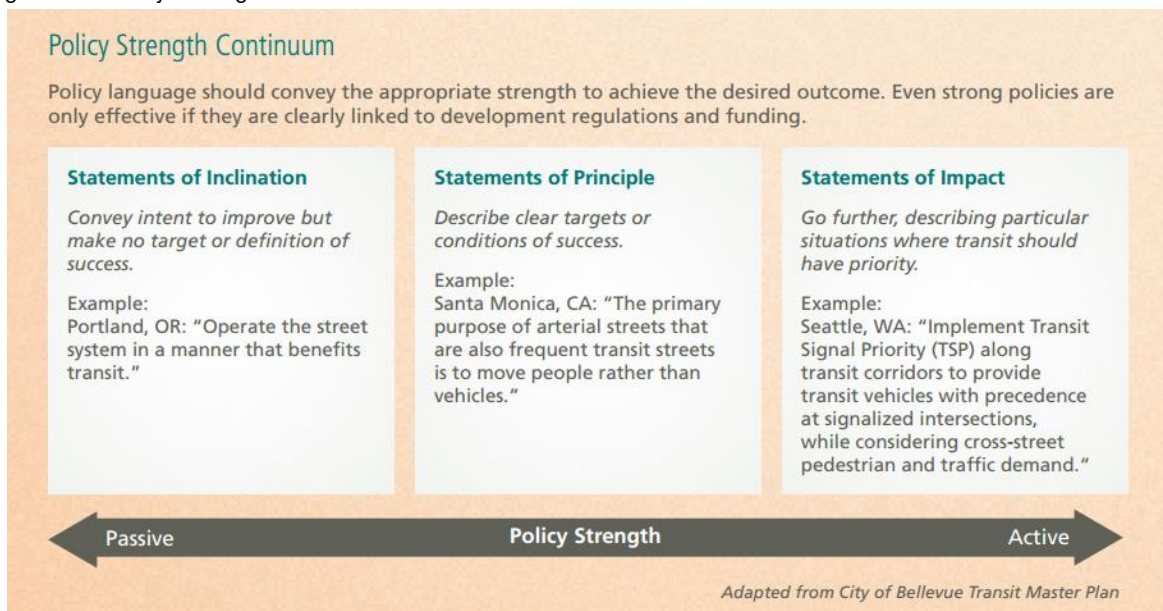 Policy Strength Continuum
Policy language should convey the appropriate strength to achieve the desired outcome. Even strong policies are
only effective if they are clearly linked to development regulations and funding.
Statements of Inclination
Convey intent to improve but
make no target or definition of
success.
Example:
Portland, OR: “Operate the street
system in a manner that benefits
transit.”
Statements of Principle
Describe clear targets or
conditions of success.
Example:
Santa Monica, CA: “The primary
purpose of arterial streets that
are also frequent transit streets
is to move people rather than
vehicles.”
Statements of Impact
Go further, describing particular
situations where transit should
have priority.
Example:
Seattle, WA: “Implement Transit
Signal Priority (TSP) along
transit corridors to provide
transit vehicles with precedence
at signalized intersections,
while considering cross-street
pedestrian and traffic demand.”
Passive
Policy Strength
Active
Adapted from City of Bellevue Transit Master Plan